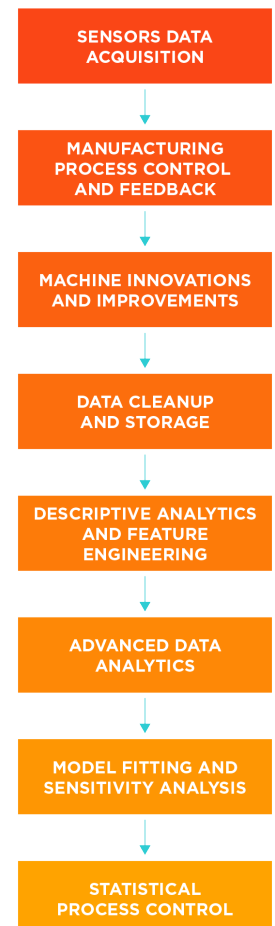 SENSORS DATA
ACQUISITION
MANUFACTURING
PROCESS CONTROL
AND FEEDBACK
MACHINE INNOVATIONS
AND IMPROVEMENTS
DATA CLEANUP
AND STORAGE
DESCRIPTIVE ANALYTICS
AND FEATURE
ENGINEERING
ADVANCED DATA
ANALYTICS
MODEL FITTING AND
SENSITIVITY ANALYSIS
STATISTICAL
PROCESS CONTROL